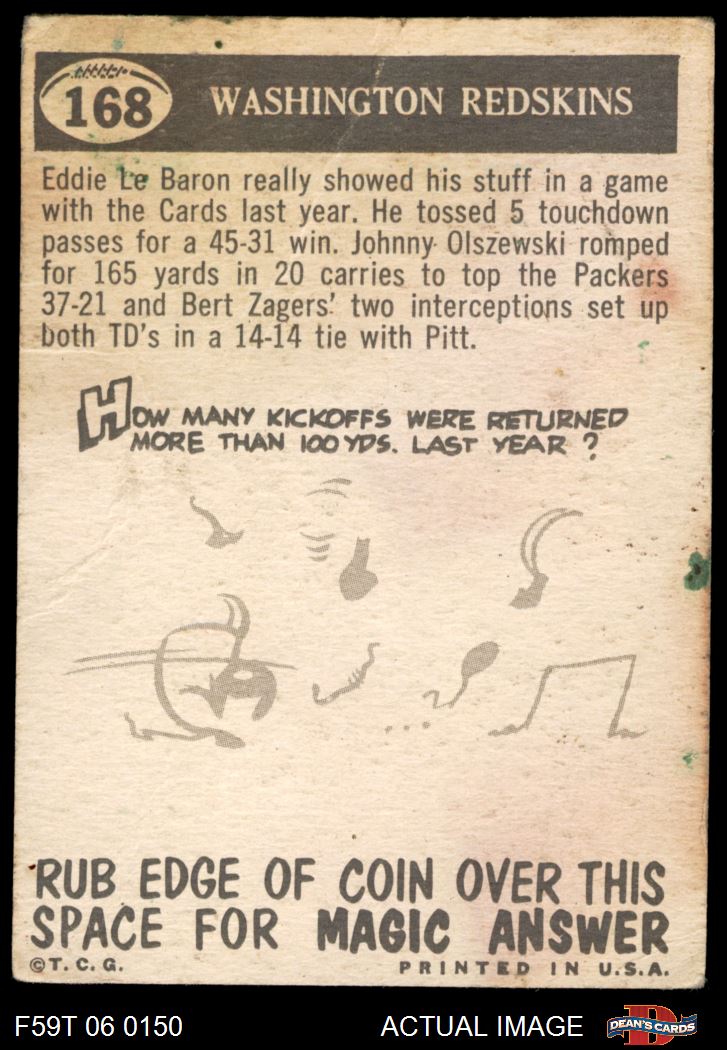 168 WASHINGTON REDSKINS
Eddie Le Baron really showed his stuff in a game
with the Cards last year. He tossed 5 touchdown
passes for a 45-31 win. Johnny Olszewski romped
for 165 yards in 20 carries to top the Packers
37-21 and Bert Zagers' two interceptions set up
both TD's in a 14-14 tie with Pitt.
HOW MANY KICKOFFS WERE RETURNED
MORE THAN 100 YDS. LAST YEAR ?
RUB EDGE OF COIN OVER THIS
SPACE FOR MAGIC ANSWER
©T. C. G. PRINTED IN U.S.A.
F59T 06 0150 ACTUAL IMAGE D DEAN'S CARDS